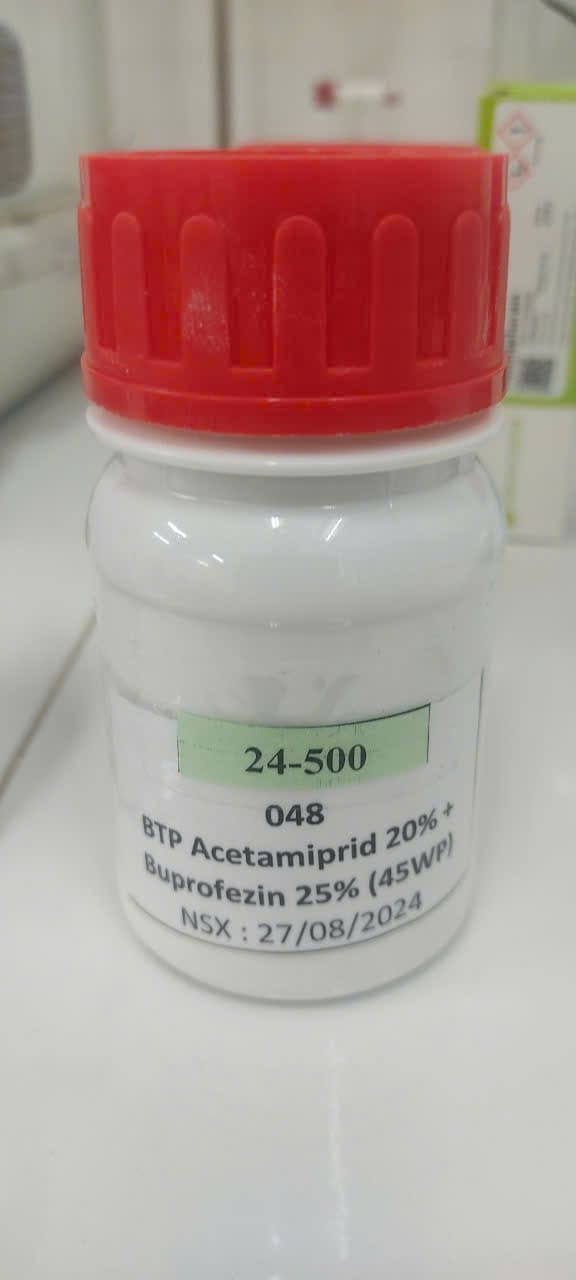 24-500
048
BTP Acetamiprid 20% +
Buprofezin 25% (45WP)
NSX : 27/08/2024